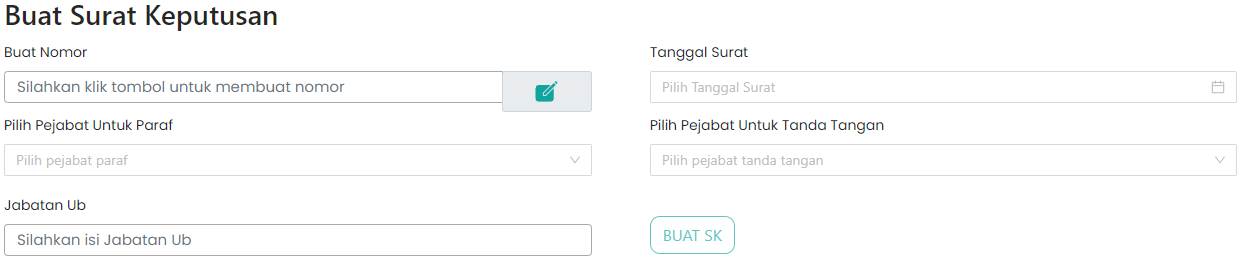 Buat Surat Keputusan
Buat Nomor
Tanggal Surat
Silahkan klik tombol untuk membuat nomor
Pilih Tanggal Surat
Pilih Pejabat Untuk Paraf
Pilih Pejabat Untuk Tanda Tangan
Pilih pejabat paraf
Pilih pejabat tanda tangan
Jabatan Ub
Silahkan isi Jabatan Ub
BUAT SK